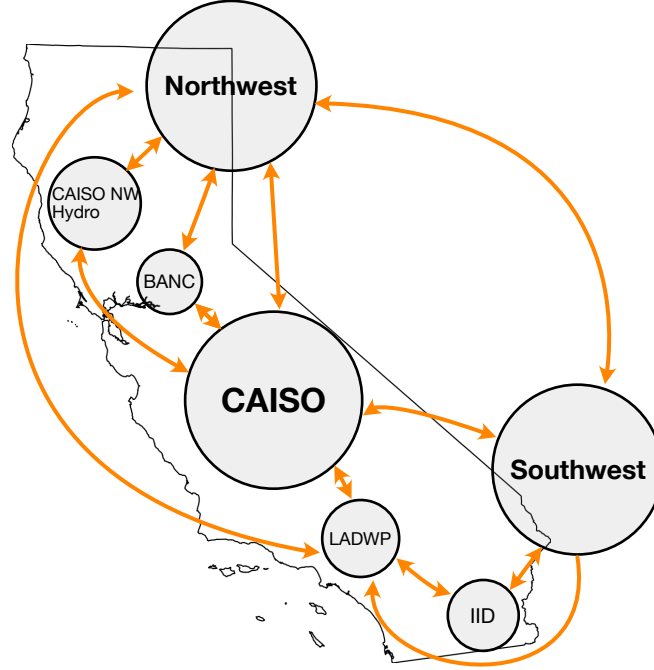 Northwest
CAISO NW
Hydro
BANC
CAISO
Southwest
LADWP
IID